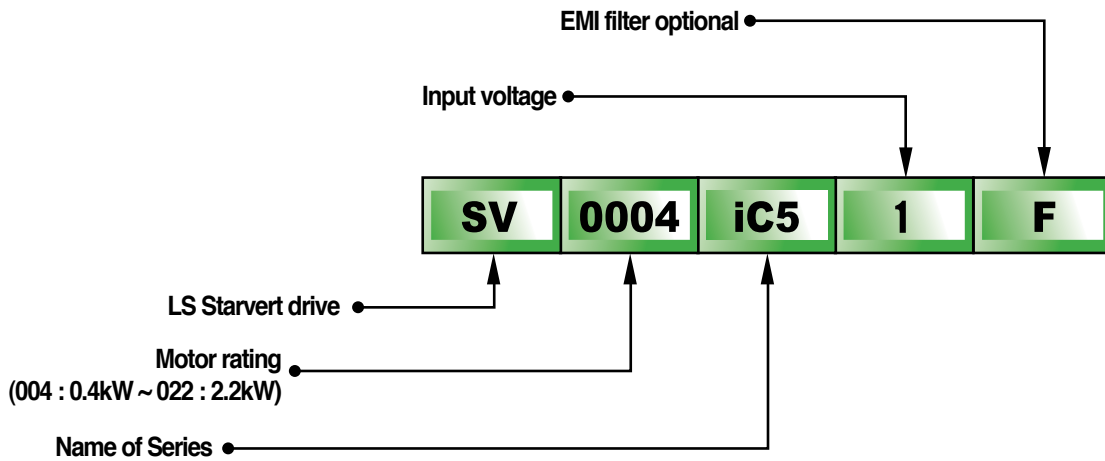 EMI filter optional
Input voltage
SV 0004 iC5 1 F
LS Starvert drive
Motor rating
(004 : 0.4kW ~ 022 : 2.2kW)
Name of Series